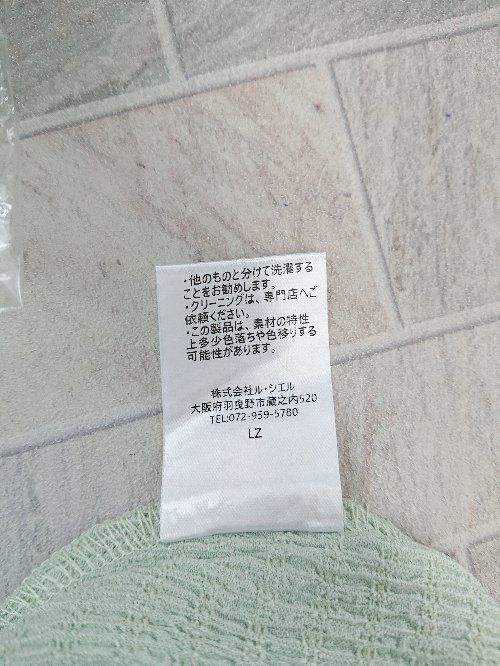 ・他のものと分けて洗濯する
ことをお勧めします。
・クリーニングは、専門店へご
依頼ください。
・この製品は、素材の特性
上多少色落ちや色移りする
可能性があります。
株式会社ル・シエル
大阪府羽曳野市蔵之内520
TEL:072-959-5780
LZ